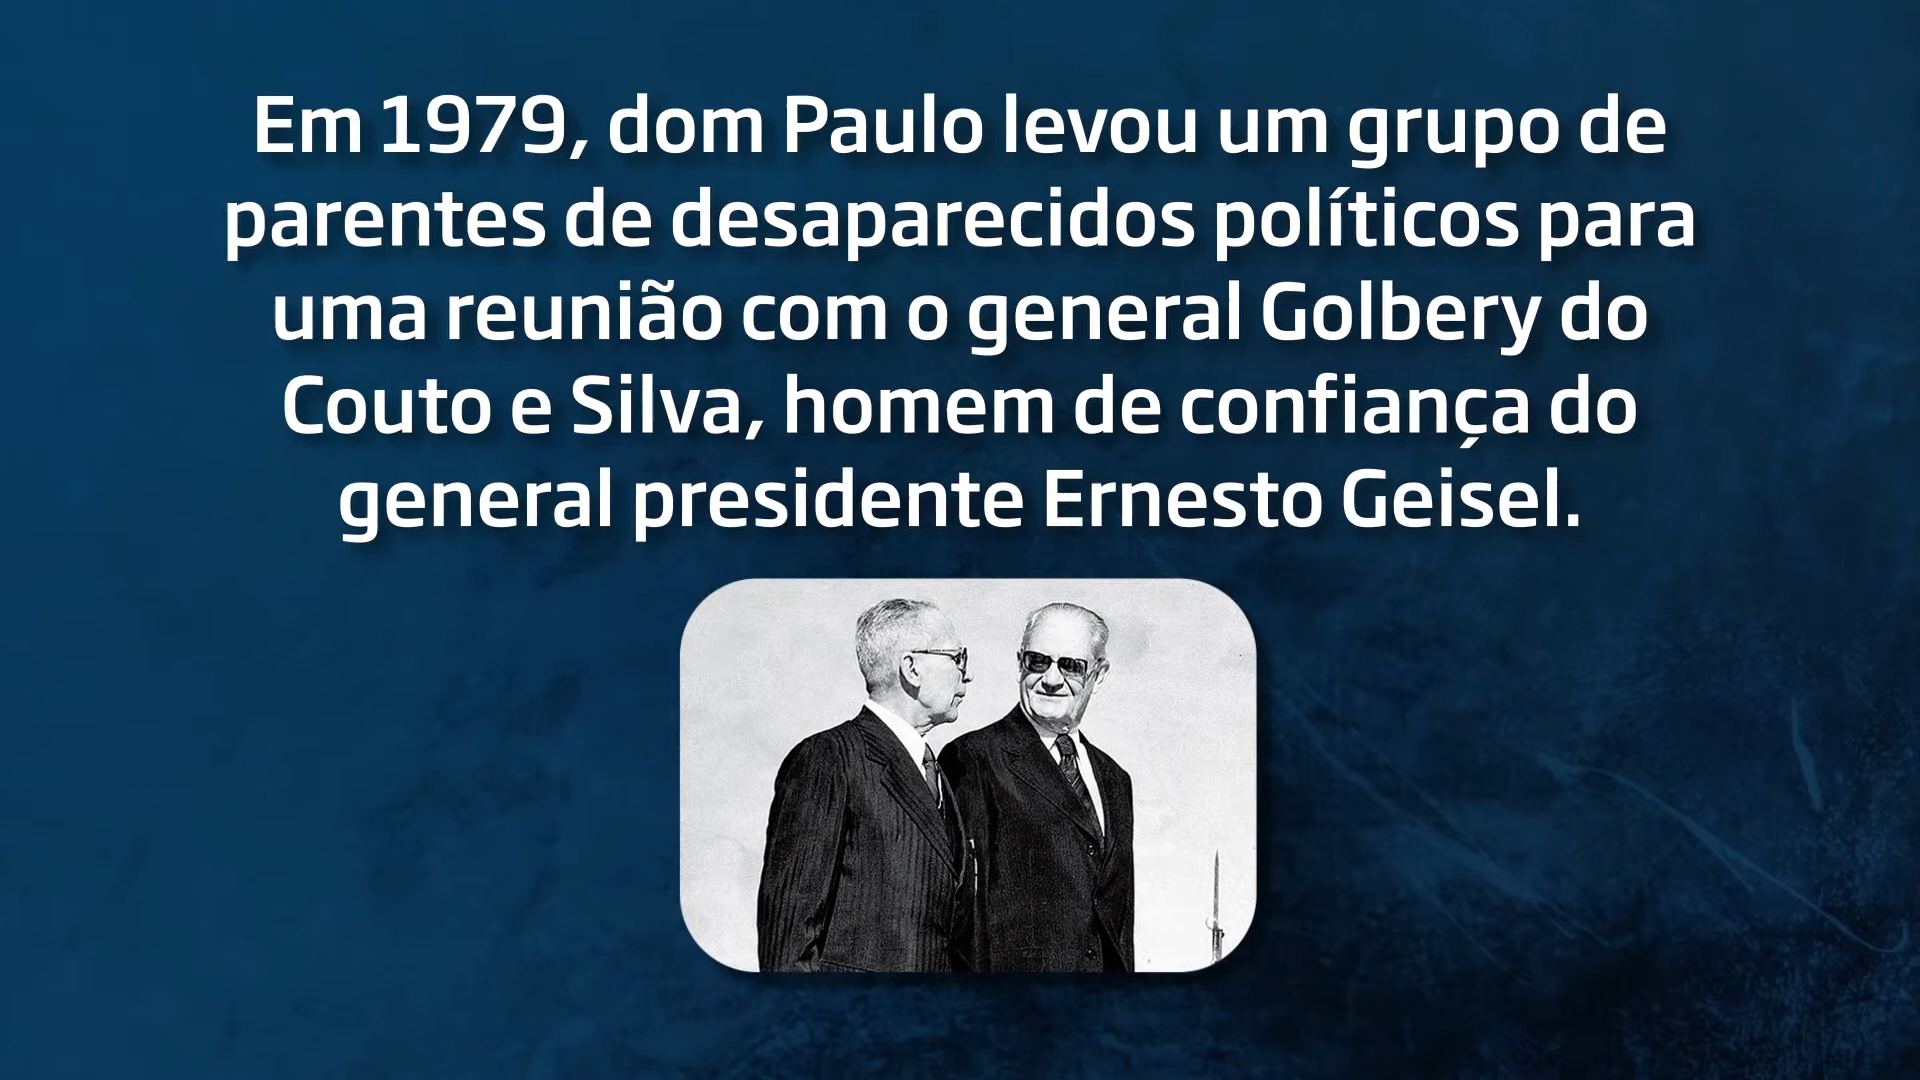 Em 1979, dom Paulo levou um grupo de
parentes de desaparecidos políticos para
uma reunião com o general Golbery do
Couto e Silva, homem de confiança do
general presidente Ernesto Geisel.